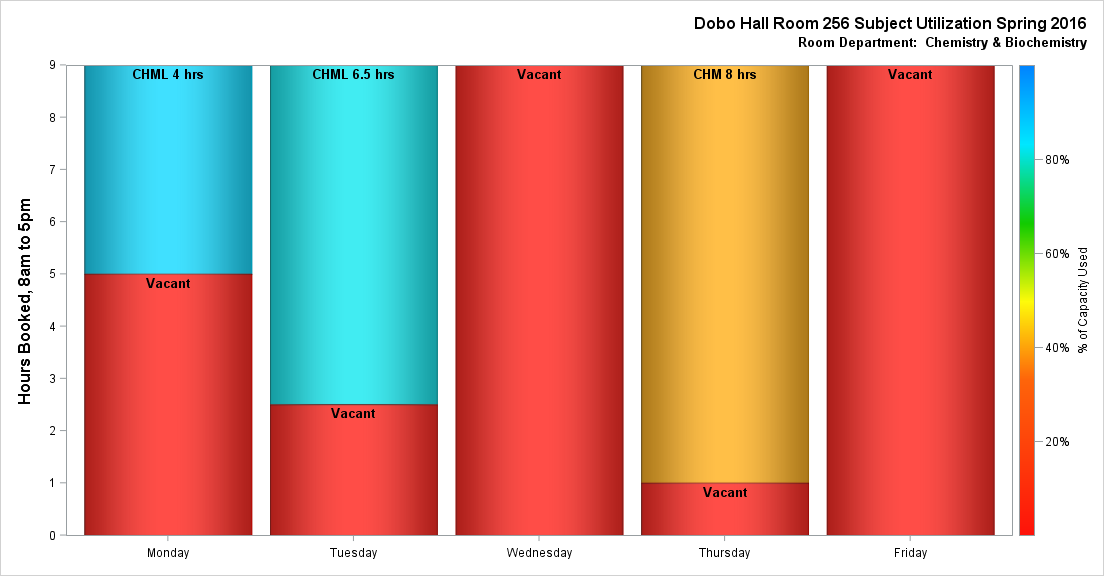 Dobo Hall Room 256 Subject Utilization Spring 2016
Room Department:  Chemistry & Biochemistry
Hours Booked, 8am to 5pm
9
8
7
6
5
4
3
2
1
0
CHML 4 hrs
Vacant
CHML 6.5 hrs
Vacant
Vacant
CHM 8 hrs
Vacant
Vacant
Monday
Tuesday
Wednesday
Thursday
Friday
80%
60%
40%
20%
% of Capacity Used